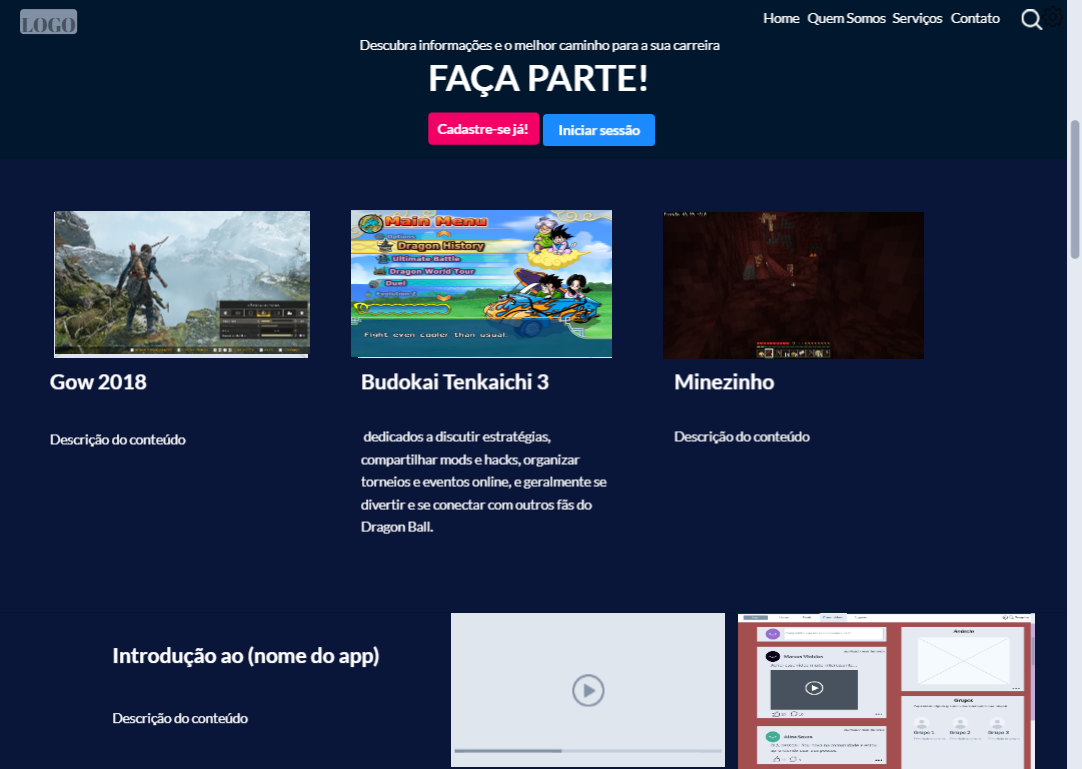 LOGO
Home Quem Somos Serviços Contato
Descubra informações e o melhor caminho para a sua carreira
FAÇA PARTE!
Cadastre-se já! Iniciar sessão
Main Menu
Dragon History
Ultimate Battle
Dragon World Tour
Duel
Evolution Z
Fight even cooler than usual.
Gow 2018
Descrição do conteúdo
Budokai Tenkaichi 3
dedicados a discutir estratégias,
compartilhar mods e hacks, organizar
torneios e eventos online, e geralmente se
divertir e se conectar com outros fãs do
Dragon Ball.
Minezinho
Descrição do conteúdo
Introdução ao (nome do app)
Descrição do conteúdo
Anúncio
Grupos
Grupo 1 Grupo 2 Grupo 3